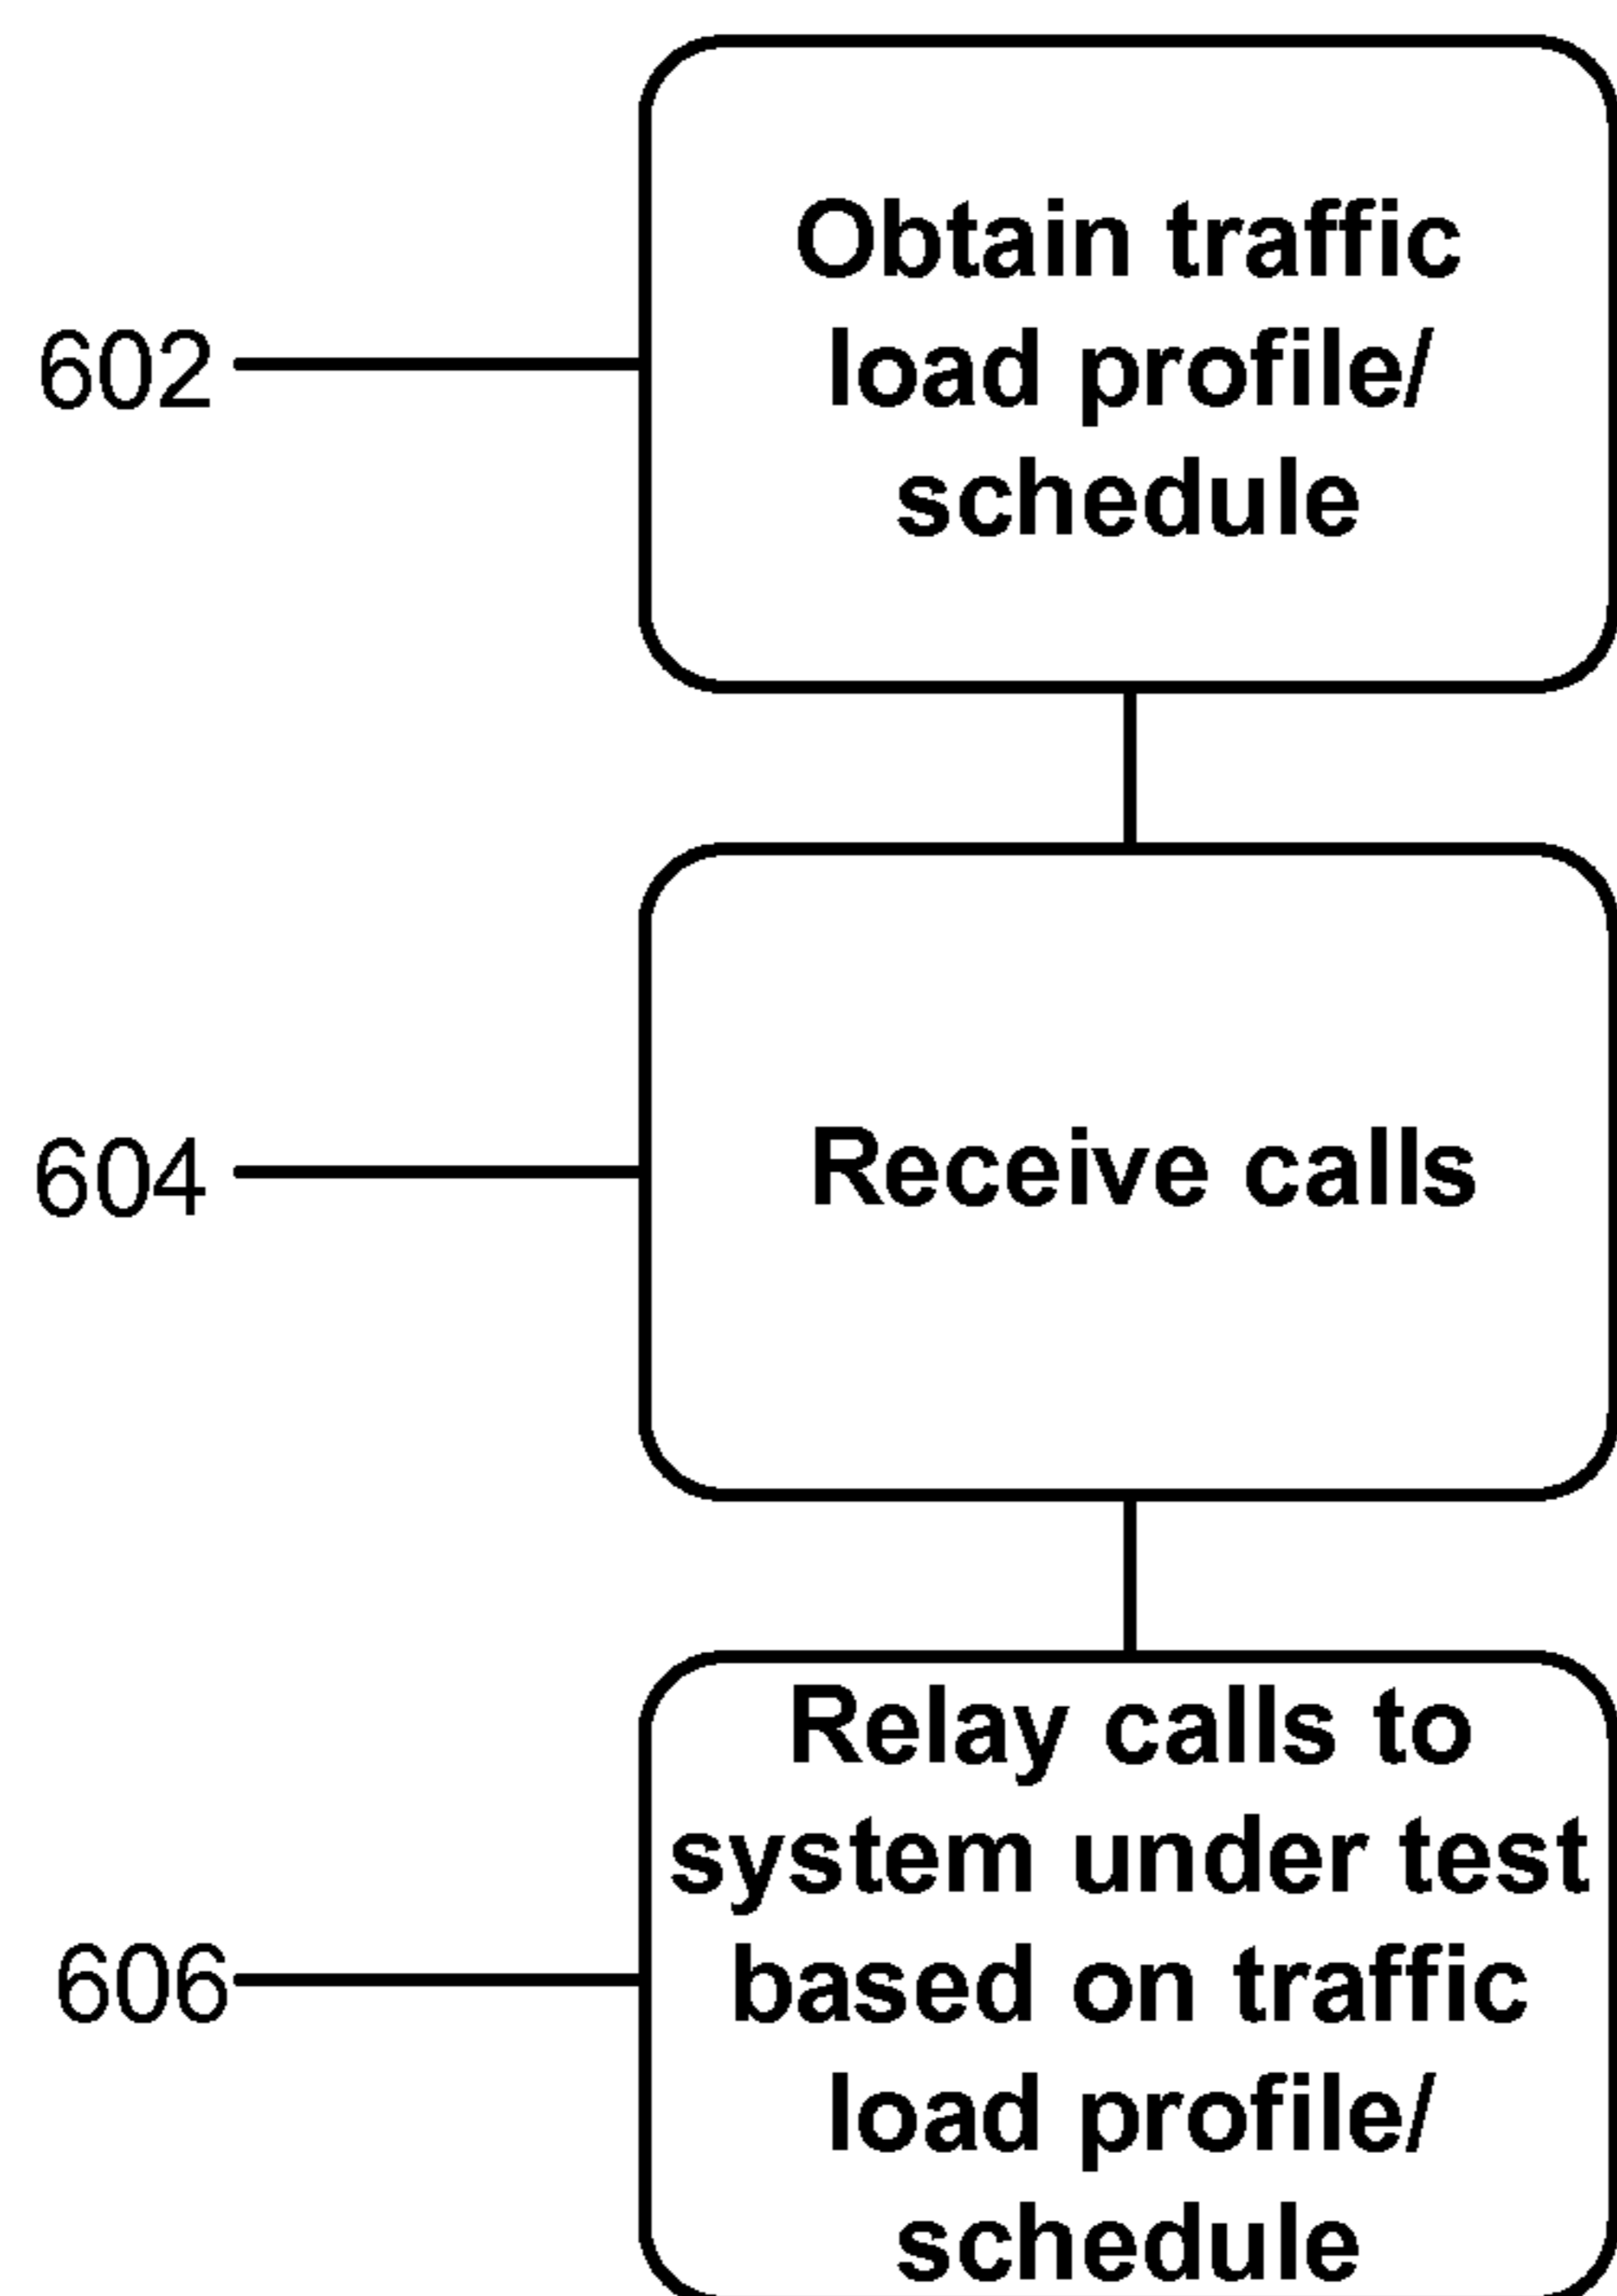 Obtain traffic
load profile/
schedule
602
Receive calls
604
Relay calls to
system under test
based on traffic
load profile/
schedule
606